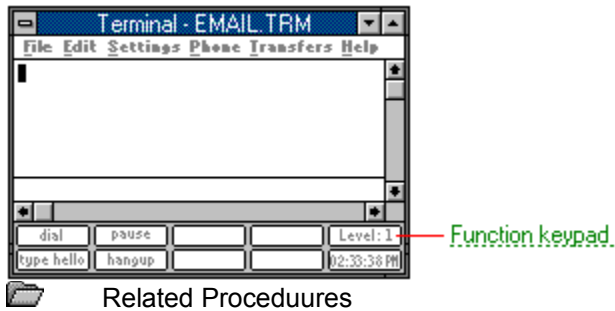 Terminal - EMAIL.TRM
File Edit Settings Phone Transfers Help
dial pause Level: 1 Function keypad
type hello hangup 02:33:38 PM
Related Proceduures